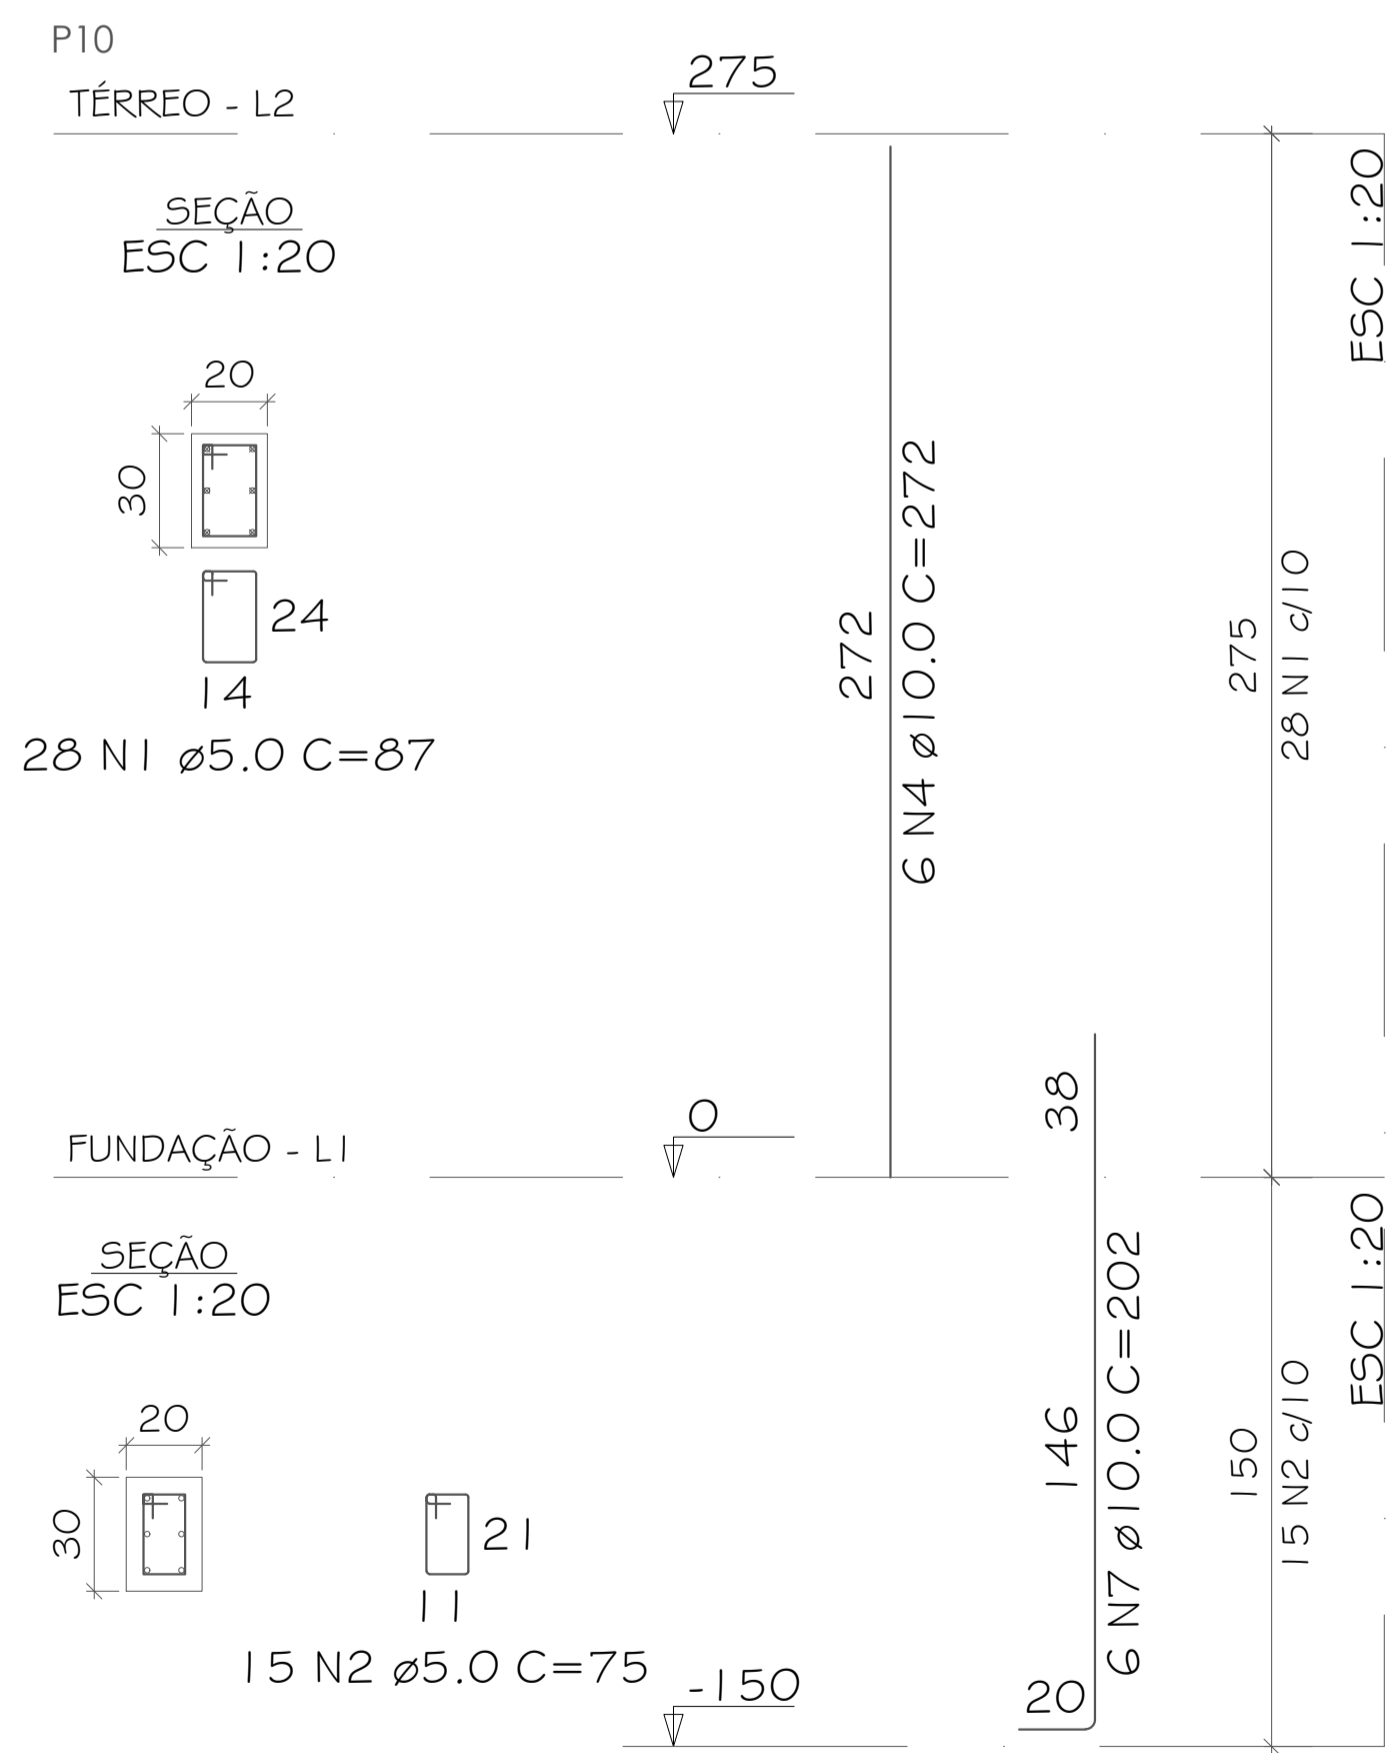 P10
TÉRREO - L2
275
SEÇÃO
ESC 1:20
20
30
24
14
28 N1 ø5.0 C=87
272
6 N4 ø10.0 C=272
275
28 N1 c/10
ESC 1:20
FUNDAÇÃO - L1
0
SEÇÃO
ESC 1:20
20
30
21
11
15 N2 ø5.0 C=75
-150
38
146
20
6 N7 ø10.0 C=202
150
15 N2 c/10
ESC 1:20